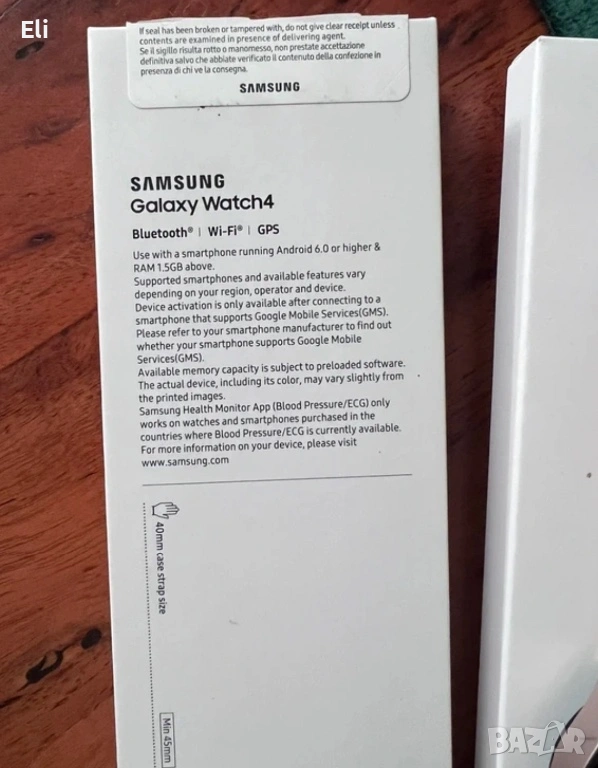 Eli
If seal has been broken or tampered with, do not give clear receipt unless
contents are examined in presence of delivering agent.
Se il sigillo risulta rotto o manomesso, non prestate accettazione
definitiva salvo che abbiate verificato il contenuto della confezione in
presenza di chi ve la consegna.
SAMSUNG
SAMSUNG
Galaxy Watch4
Bluetooth® | Wi-Fi® | GPS
Use with a smartphone running Android 6.0 or higher &
RAM 1.5GB above.
Supported smartphones and available features vary
depending on your region, operator and device.
Device activation is only available after connecting to a
smartphone that supports Google Mobile Services(GMS).
Please refer to your smartphone manufacturer to find out
whether your smartphone supports Google Mobile
Services(GMS).
Available memory capacity is subject to preloaded software.
The actual device, including its color, may vary slightly from
the printed images.
Samsung Health Monitor App (Blood Pressure/ECG) only
works on watches and smartphones purchased in the
countries where Blood Pressure/ECG is currently available.
For more information on your device, please visit
www.samsung.com
40mm case strap size
Min 45mm
BAZAR